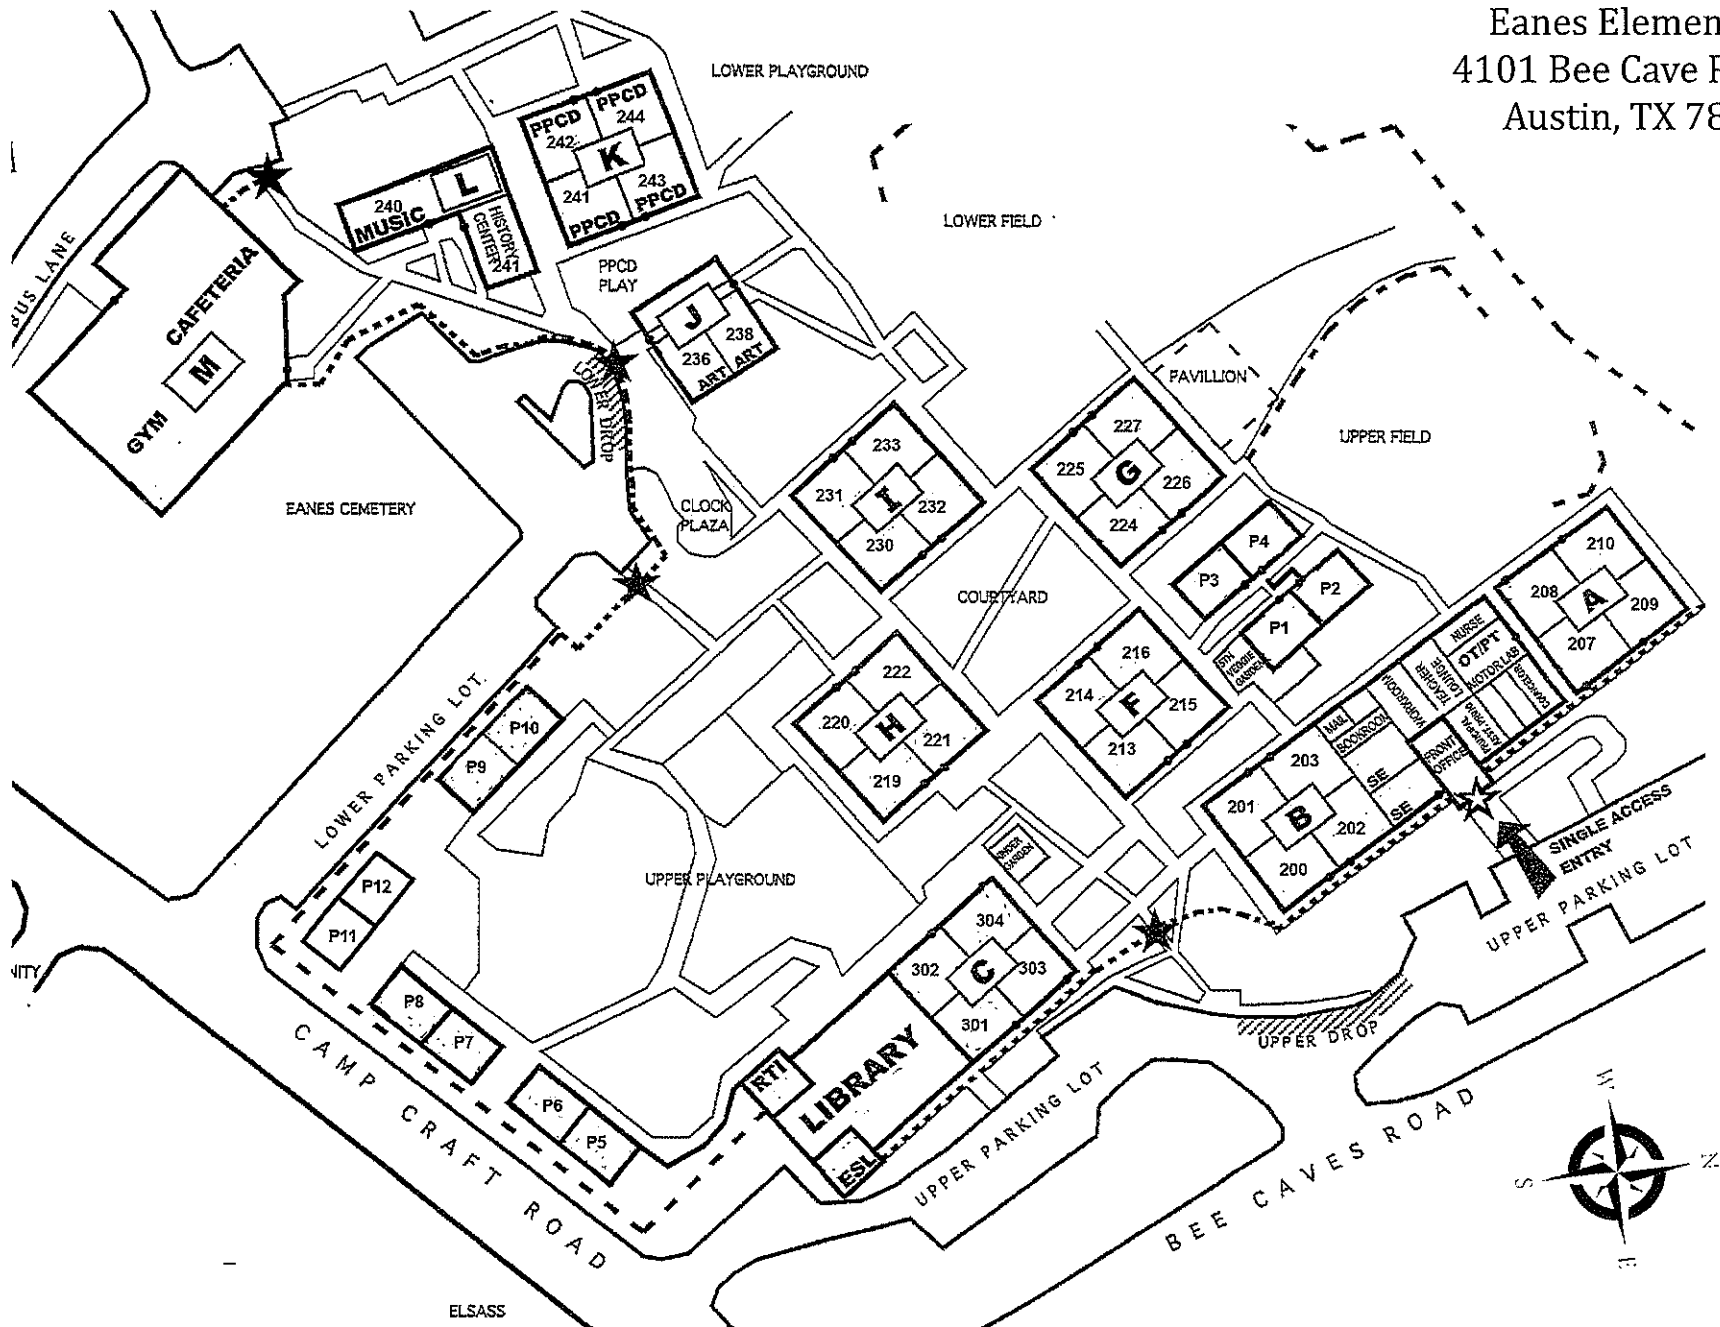 Eanes Elemen
4101 Bee Cave
Austin, TX 78
LOWER PLAYGROUND
PPCD
244
PPCD
242
K
241
243
PPCD
PPCD
L
240
MUSIC
HISTORY
CENTER
241
LOWER FIELD
BUS LANE
CAFETERIA
M
GYM
PPCD
PLAY
J
238
236
ART
ART
LOWER DROP
PAVILLION
UPPER FIELD
EANES CEMETERY
CLOCK
PLAZA
233
231
I
232
230
227
225
G
226
224
P4
P3
P2
P1
5TH
VEGGIE
GARDEN
210
208
A
209
207
COURTYARD
NURSE
OT/PT
MOTOR LAB
TEACHER
LOUNGE
WORKROOM
MAIL
BOOKROOM
PRINCIPAL
FRONT
OFFICE
216
214
F
215
213
222
220
H
221
219
203
201
B
202
200
SE
SE
SINGLE ACCESS
ENTRY
UPPER PARKING LOT
P10
P9
LOWER PARKING LOT
P12
P11
UPPER PLAYGROUND
GARDEN
304
302
C
303
301
LIBRARY
RTI
ESL
P8
P7
P6
P5
NITY
CAMP CRAFT ROAD
UPPER DROP
UPPER PARKING LOT
BEE CAVES ROAD
W
N
S
E
ELSASS